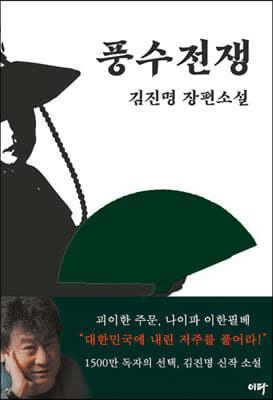 풍수전쟁
김진명 장편소설
괴이한 주문, 나이파 이한필베
“대한민국에 내린 저주를 풀어라!”
1500만 독자의 선택, 김진명 신작 소설
이타